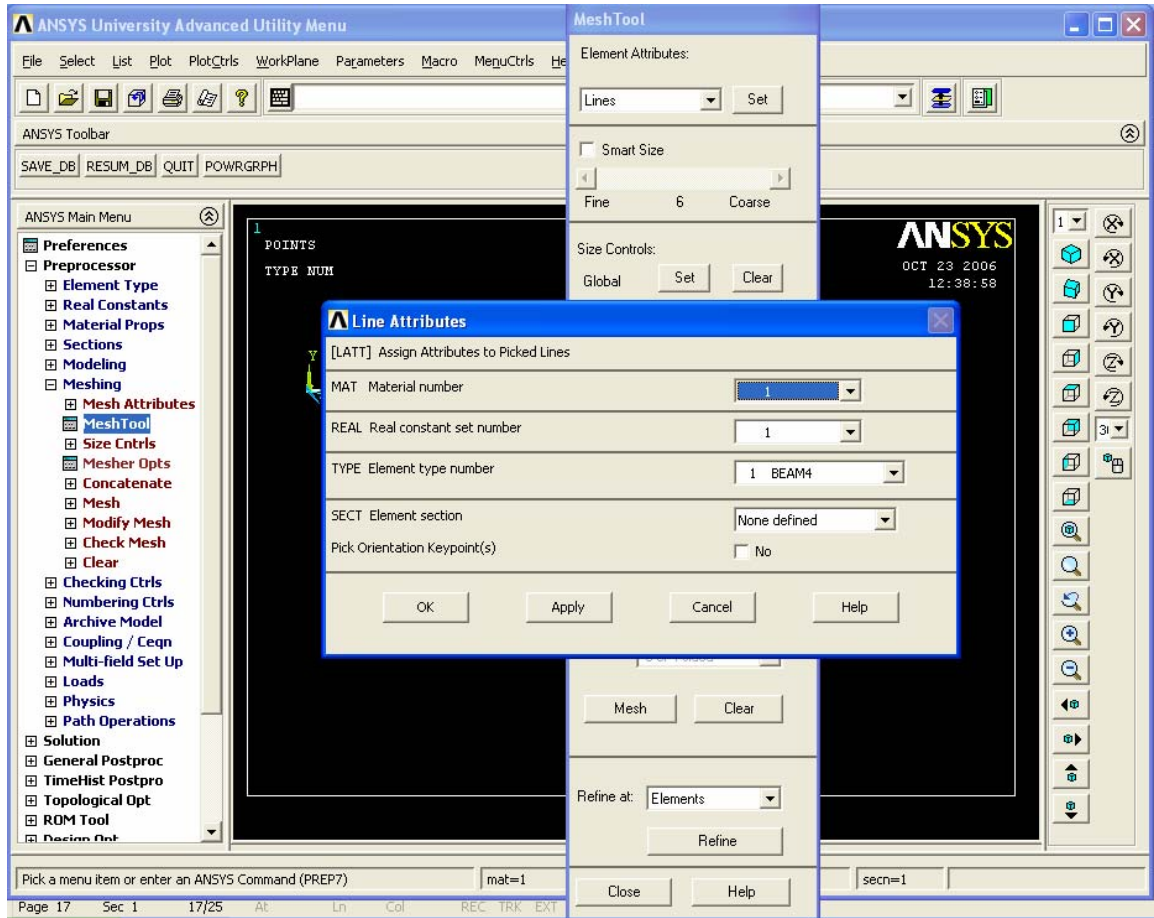 ANSYS University Advanced Utility Menu
File Select List Plot PlotCtrls WorkPlane Parameters Macro MenuCtrls He
ANSYS Toolbar
SAVE_DB RESUM_DB QUIT POWRGRPH
ANSYS Main Menu
Preferences
Preprocessor
Element Type
Real Constants
Material Props
Sections
Modeling
Meshing
Mesh Attributes
MeshTool
Size Cntrls
Mesher Opts
Concatenate
Mesh
Modify Mesh
Check Mesh
Clear
Checking Ctrls
Numbering Ctrls
Archive Model
Coupling / Ceqn
Multi-field Set Up
Loads
Physics
Path Operations
Solution
General Postproc
TimeHist Postpro
Topological Opt
ROM Tool
Design Opt
1
POINTS
TYPE NUM
Y
ANSYS
OCT 23 2006
12:38:58
MeshTool
Element Attributes:
Lines Set
Smart Size
Fine 6 Coarse
Size Controls:
Global Set Clear
Line Attributes
[LATT] Assign Attributes to Picked Lines
MAT Material number 1
REAL Real constant set number 1
TYPE Element type number 1 BEAM4
SECT Element section None defined
Pick Orientation Keypoint(s) No
OK Apply Cancel Help
Mesh Clear
Refine at: Elements
Refine
Close Help
1
Pick a menu item or enter an ANSYS Command (PREP7) mat=1 secn=1
Page 17 Sec 1 17/25 At Ln Col REC TRK EXT